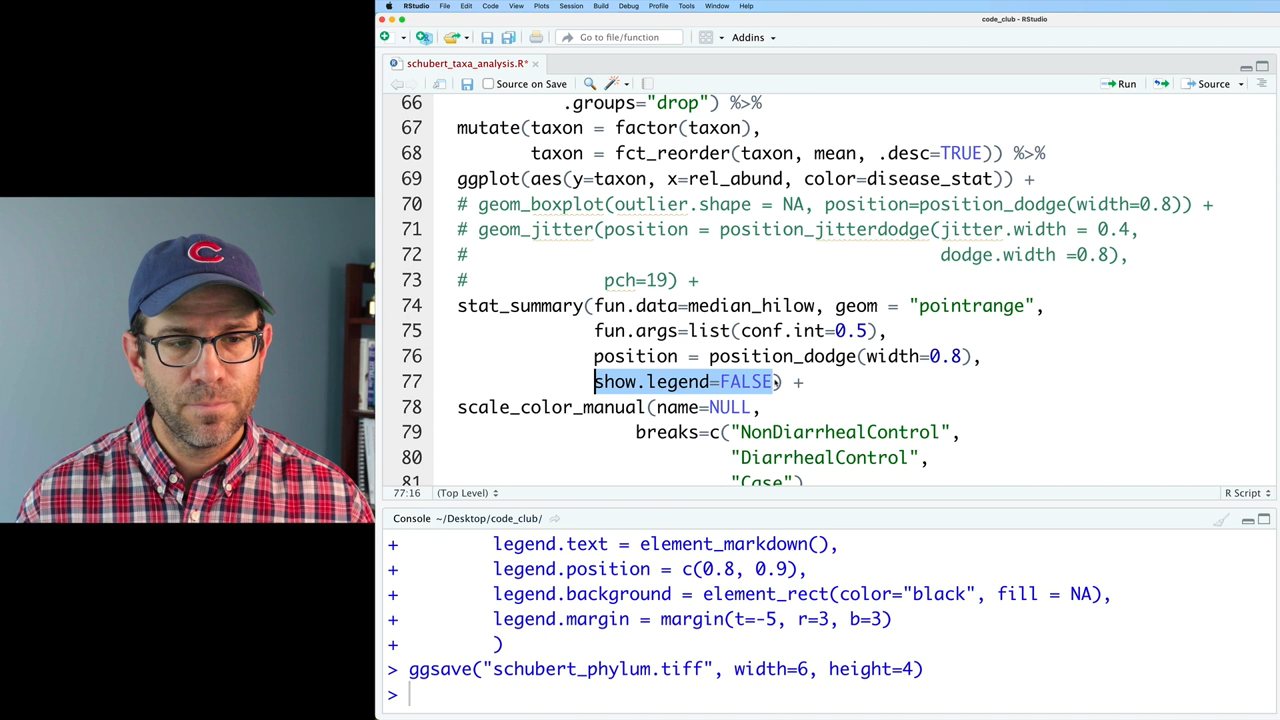 RStudio File Edit Code View Plots Session Build Debug Profile Tools Window Help
code_club - RStudio
Go to file/function Addins
schubert_taxa_analysis.R*
Source on Save Run Source
66 .groups="drop") %>%
67 mutate(taxon = factor(taxon),
68 taxon = fct_reorder(taxon, mean, .desc=TRUE)) %>%
69 ggplot(aes(y=taxon, x=rel_abund, color=disease_stat)) +
70 # geom_boxplot(outlier.shape = NA, position=position_dodge(width=0.8)) +
71 # geom_jitter(position = position_jitterdodge(jitter.width = 0.4,
72 # dodge.width =0.8),
73 # pch=19) +
74 stat_summary(fun.data=median_hilow, geom = "pointrange",
75 fun.args=list(conf.int=0.5),
76 position = position_dodge(width=0.8),
77 show.legend=FALSE) +
78 scale_color_manual(name=NULL,
79 breaks=c("NonDiarrhealControl",
80 "DiarrhealControl",
81 "Case")
77:16 (Top Level) R Script
Console ~/Desktop/code_club/
+ legend.text = element_markdown(),
+ legend.position = c(0.8, 0.9),
+ legend.background = element_rect(color="black", fill = NA),
+ legend.margin = margin(t=-5, r=3, b=3)
+ )
> ggsave("schubert_phylum.tiff", width=6, height=4)
>
C